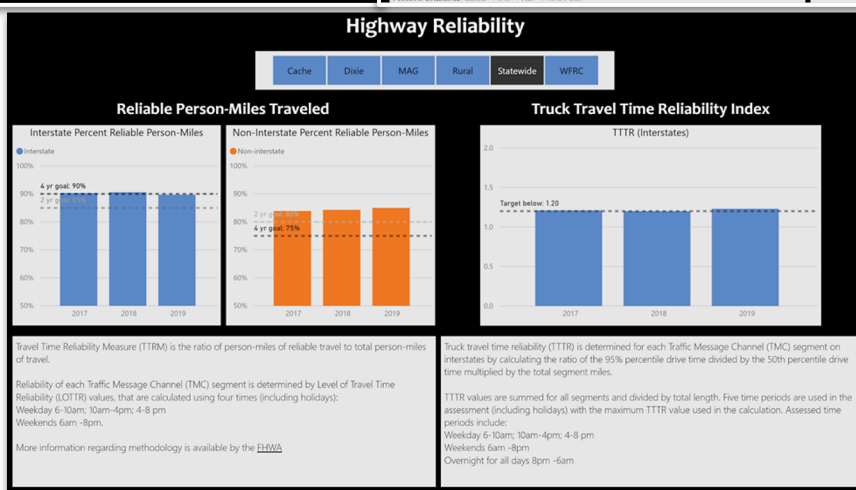 Highway Reliability
Cache
Dixie
MAG
Rural
Statewide
WFRC
Reliable Person-Miles Traveled
Truck Travel Time Reliability Index
Interstate Percent Reliable Person-Miles
Interstate
100%
90%
80%
70%
60%
50%
4 yr goal: 90%
2 yr goal:
2017
2018
2019
Non-Interstate Percent Reliable Person-Miles
Non-interstate
100%
90%
80%
70%
60%
50%
2 yr goal: 80%
4 yr goal: 75%
2017
2018
2019
TTTR (Interstates)
2.0
1.5
1.0
0.5
0.0
Target below: 1.20
2017
2018
2019
Travel Time Reliability Measure (TTRM) is the ratio of person-miles of reliable travel to total person-miles
of travel.
Reliability of each Traffic Message Channel (TMC) segment is determined by Level of Travel Time
Reliability (LOTTR) values, that are calculated using four times (including holidays):
Weekday 6-10am; 10am-4pm; 4-8 pm
Weekends 6am -8pm.
More information regarding methodology is available by the FHWA
Truck travel time reliability (TTTR) is determined for each Traffic Message Channel (TMC) segment on
interstates by calculating the ratio of the 95% percentile drive time divided by the 50th percentile drive
time multiplied by the total segment miles.
TTTR values are summed for all segments and divided by total length. Five time periods are used in the
assessment (including holidays) with the maximum TTTR value used in the calculation. Assessed time
periods include:
Weekday 6-10am; 10am-4pm; 4-8 pm
Weekends 6am -8pm
Overnight for all days 8pm -6am